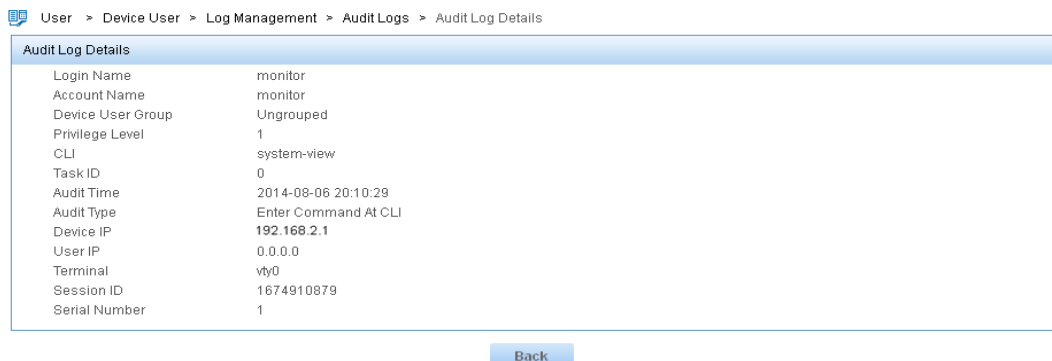 User > Device User > Log Management > Audit Logs > Audit Log Details
Audit Log Details
Login Name monitor
Account Name monitor
Device User Group Ungrouped
Privilege Level 1
CLI system-view
Task ID 0
Audit Time 2014-08-06 20:10:29
Audit Type Enter Command At CLI
Device IP 192.168.2.1
User IP 0.0.0.0
Terminal vty0
Session ID 1674910879
Serial Number 1
Back